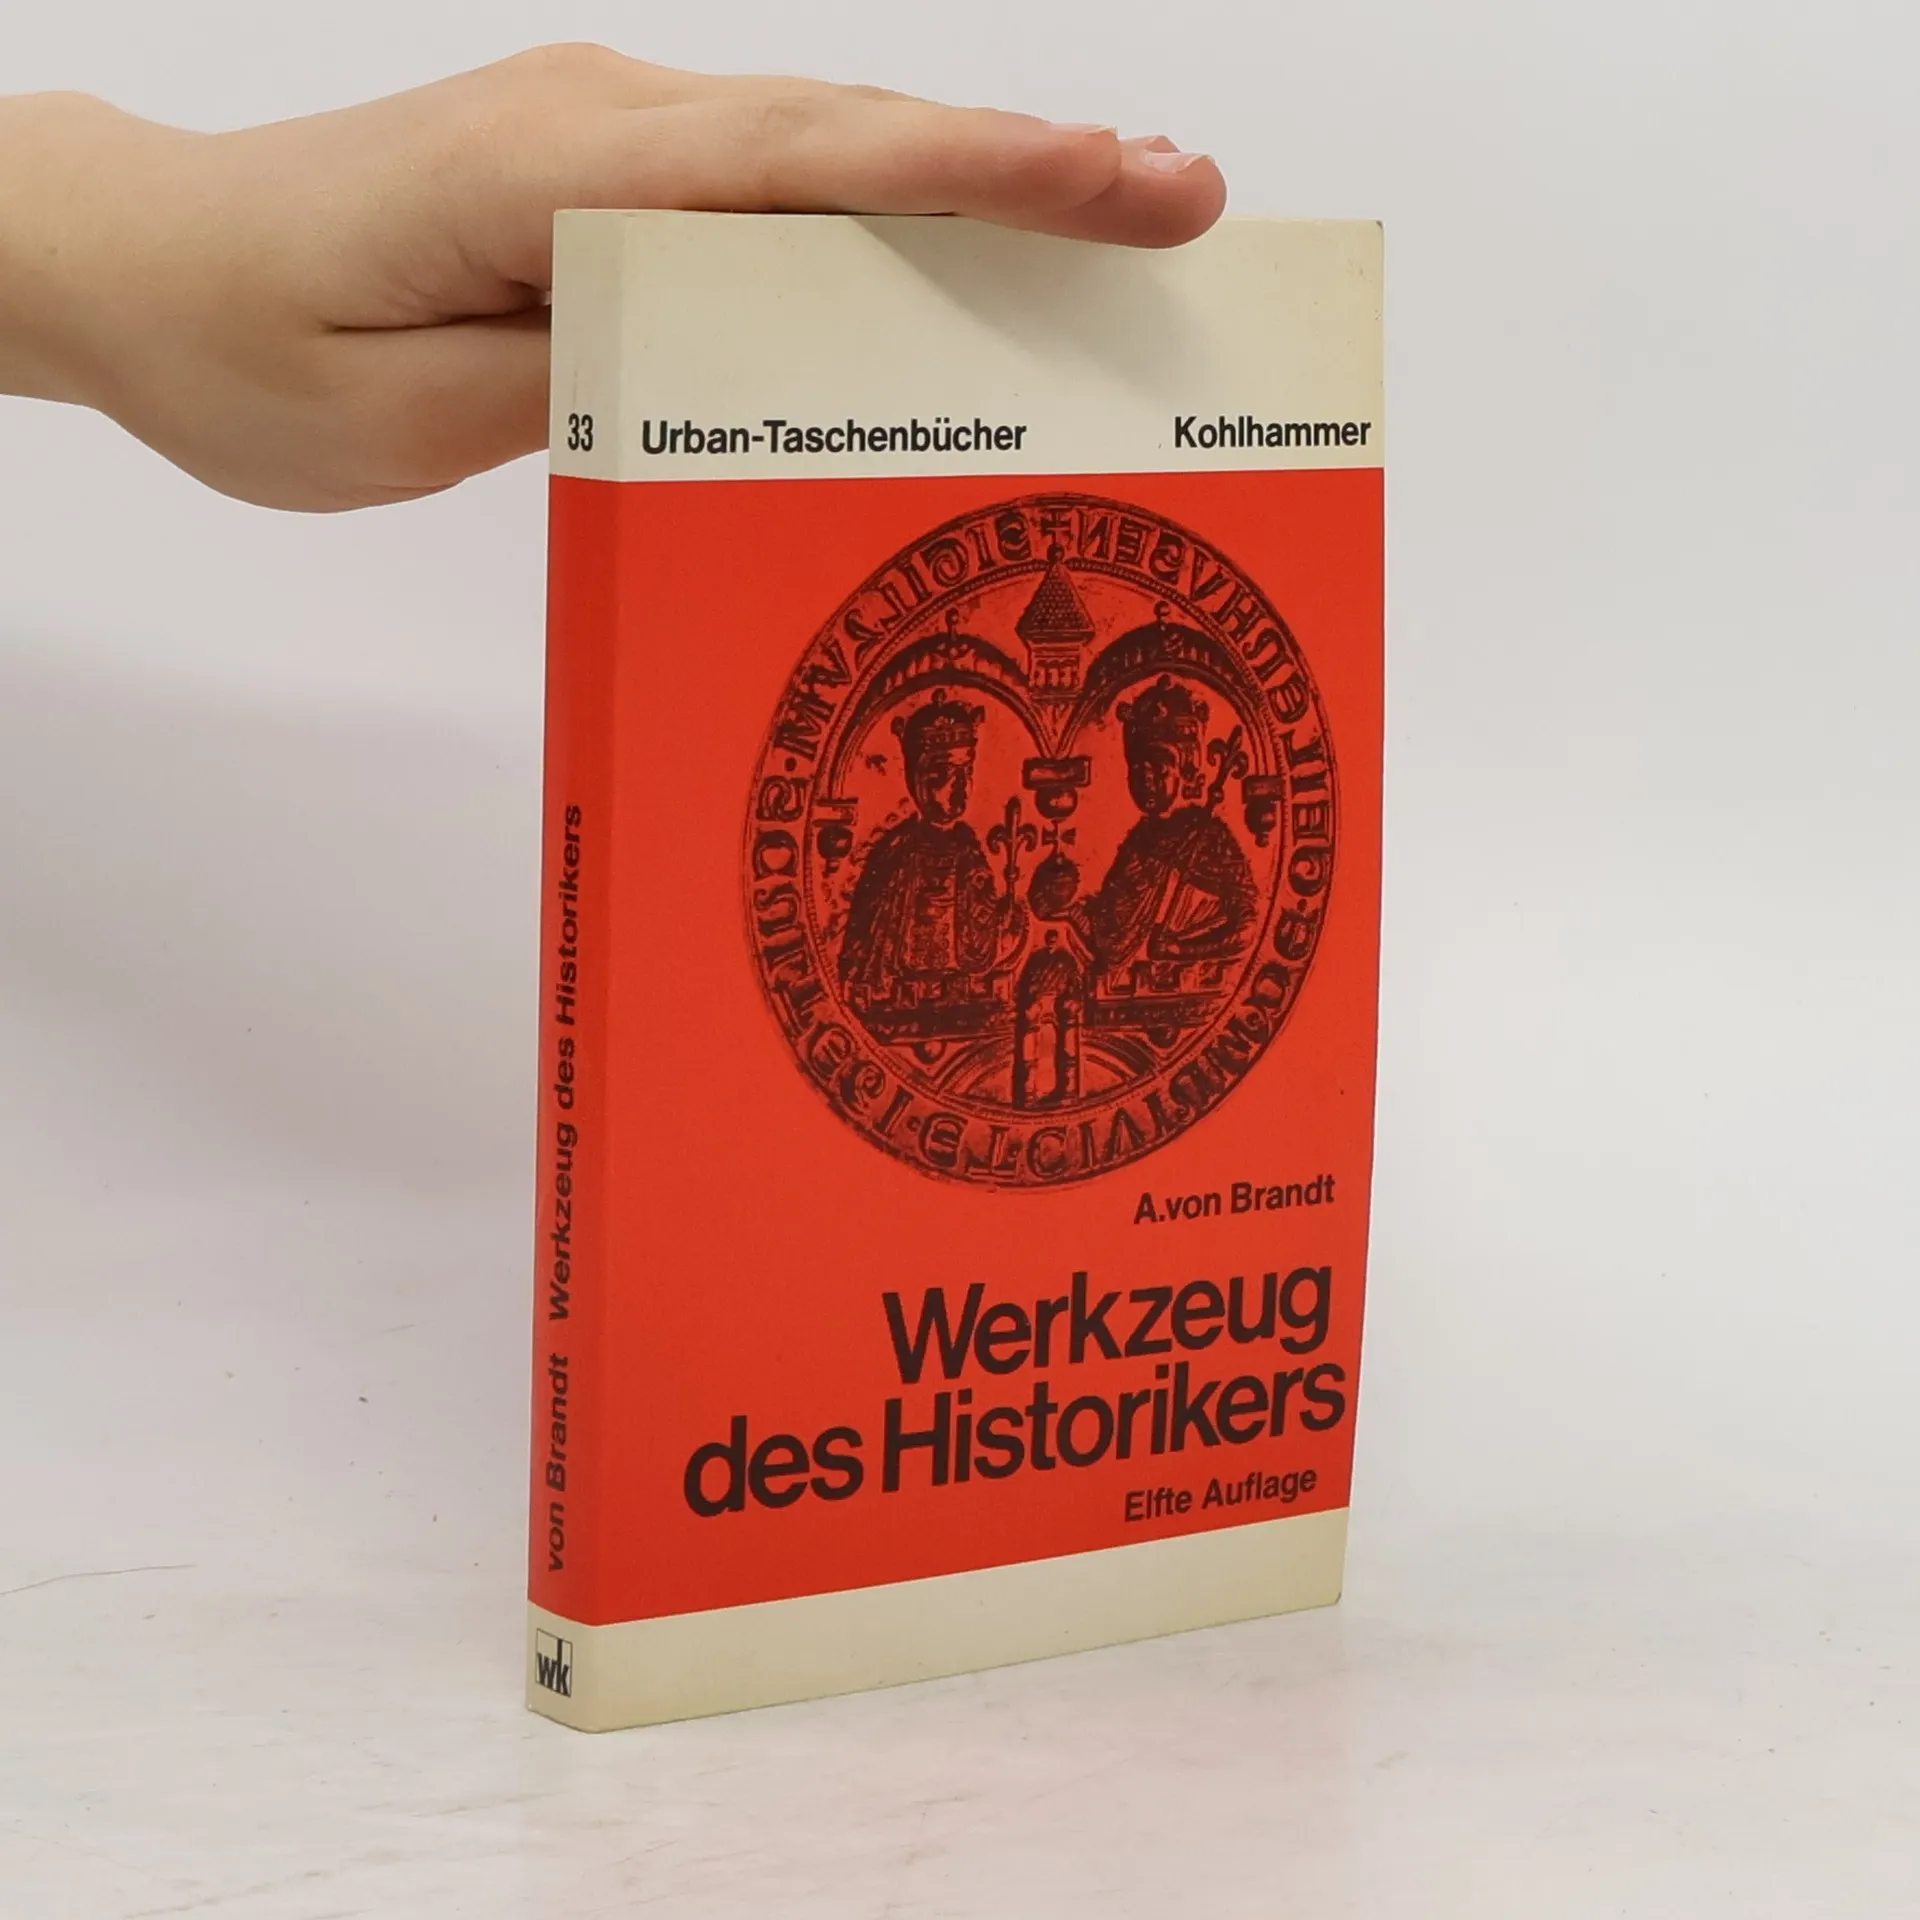 33
Urban-Taschenbücher
Kohlhammer
A.von Brandt
Werkzeug
des Historikers
Elfte Auflage
von Brandt Werkzeug des Historikers
wk